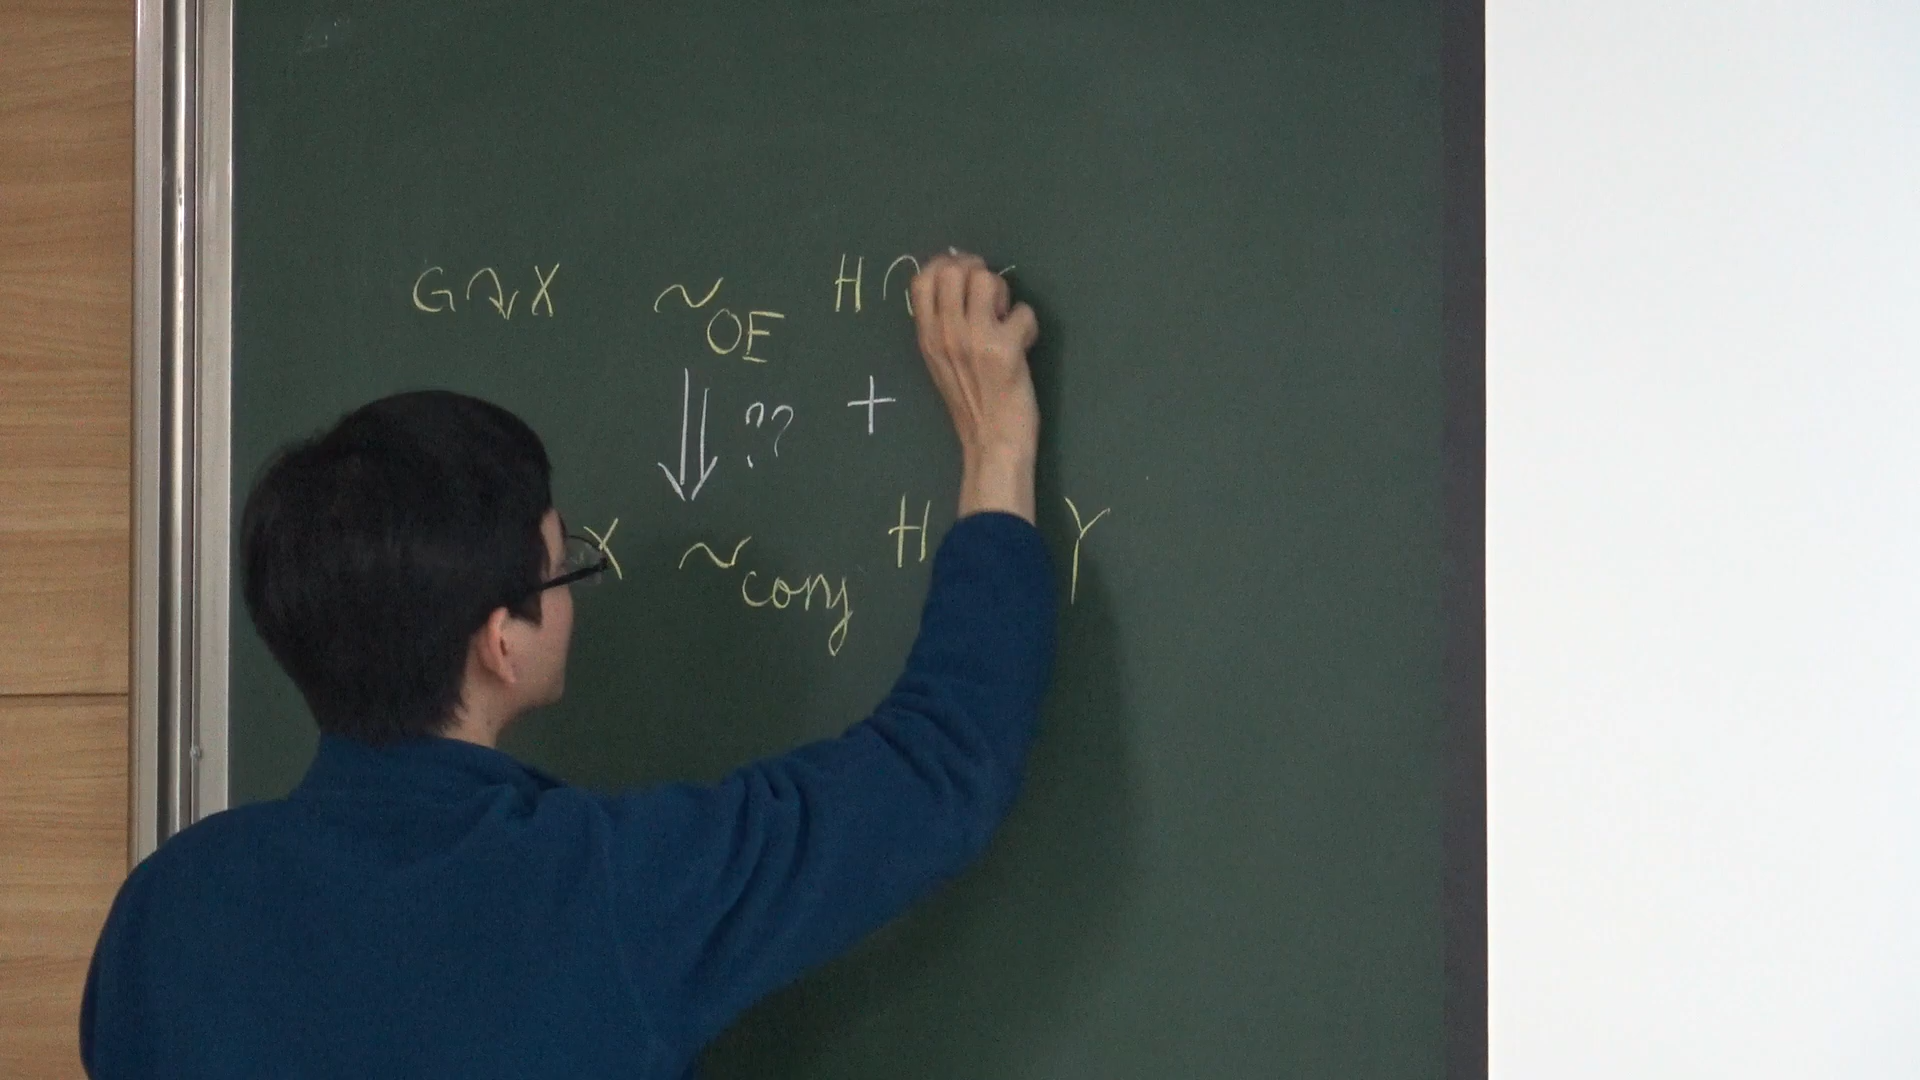 G ↷ X ~OE H ↷
⇓ ?? +
X ~conj H Y